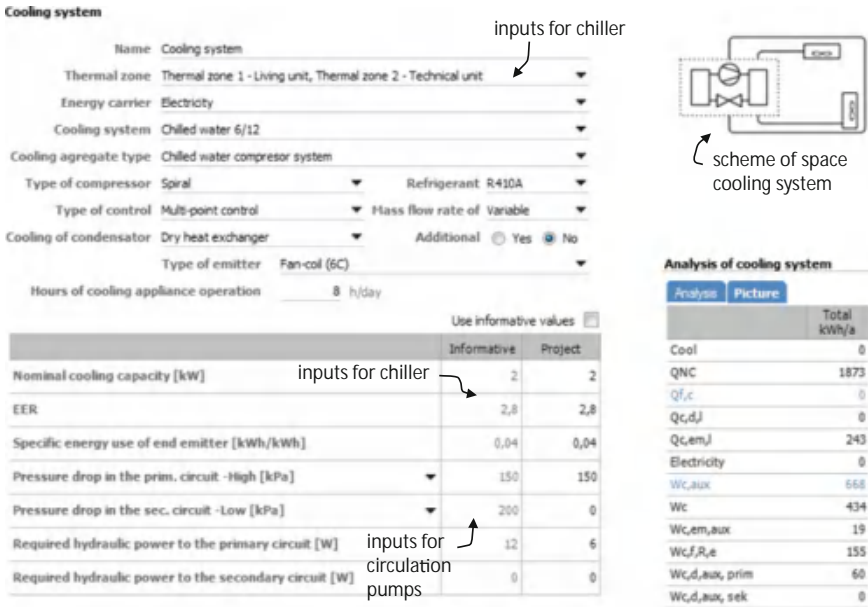 Cooling system
inputs for chiller
Name Cooling system
Thermal zone Thermal zone 1 - Living unit, Thermal zone 2 - Technical unit
Energy carrier Electricity
Cooling system Chilled water 6/12
Cooling agregate type Chilled water compresor system
Type of compressor Spiral Refrigerant R410A
Type of control Multi-point control Mass flow rate of Variable
Cooling of condensator Dry heat exchanger Additional Yes No
Type of emitter Fan-coil (6C)
Hours of cooling appliance operation 8 h/day
Use informative values
Informative Project
Nominal cooling capacity [kW] 2 2
inputs for chiller
EER 2,8 2,8
Specific energy use of end emitter [kWh/kWh] 0,04 0,04
Pressure drop in the prim. circuit -High [kPa] 150 150
Pressure drop in the sec. circuit -Low [kPa] 200 0
Required hydraulic power to the primary circuit [W] 12 6
Required hydraulic power to the secondary circuit [W] 0 0
inputs for
circulation
pumps
scheme of space
cooling system
Analysis of cooling system
Analysis Picture
Total
kWh/a
Cool 0
QNC 1873
Qf,c 0
Qc,d,l 0
Qc,em,l 243
Electricity 0
Wc,aux 668
Wc 434
Wc,em,aux 19
Wc,f,R,e 155
Wc,d,aux, prim 60
Wc,d,aux, sek 0